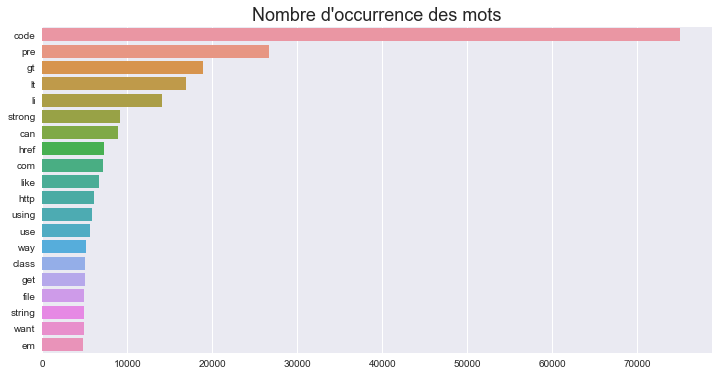 Nombre d'occurrence des mots
code
pre
gt
lt
li
strong
can
href
com
like
http
using
use
way
class
get
file
string
want
em
0 10000 20000 30000 40000 50000 60000 70000